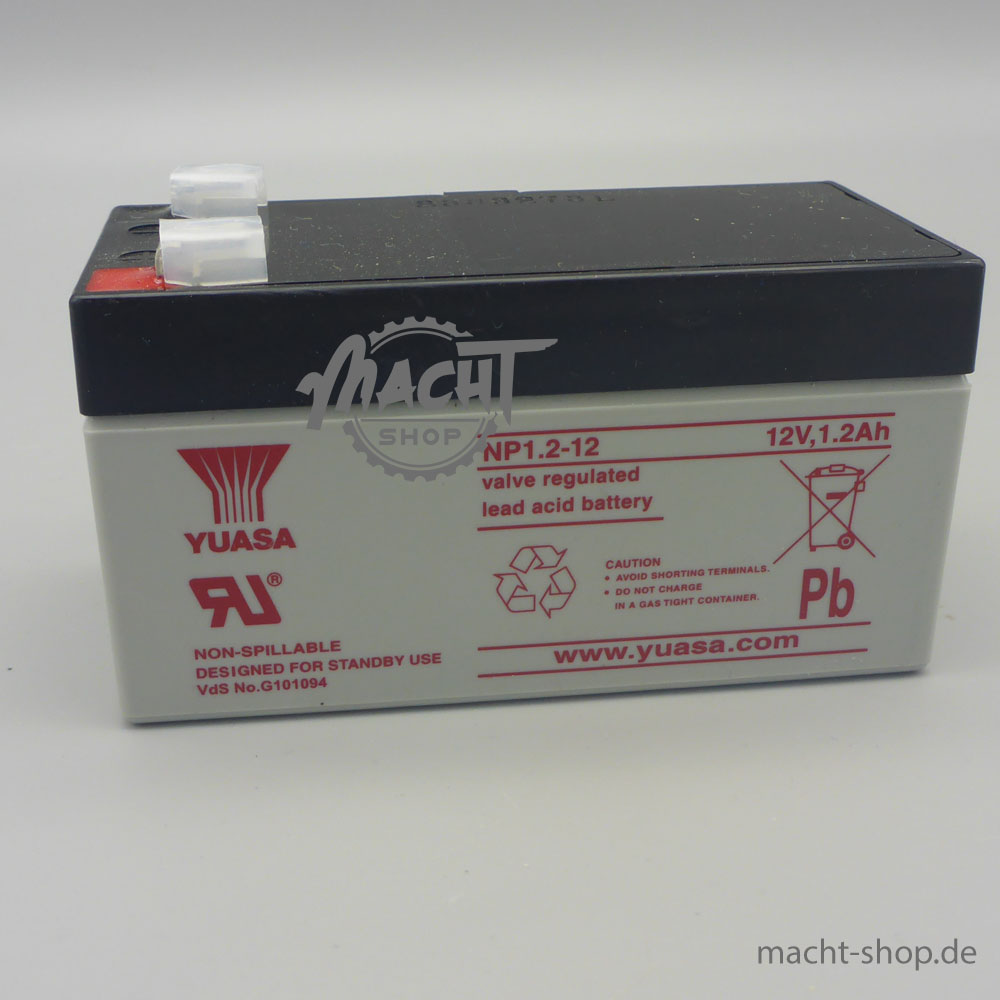 MACHT
SHOP
YUASA
RU®
NON-SPILLABLE
DESIGNED FOR STANDBY USE
VdS No.G101094
NP1.2-12
12V,1.2Ah
valve regulated
lead acid battery
CAUTION
• AVOID SHORTING TERMINALS.
• DO NOT CHARGE
IN A GAS TIGHT CONTAINER.
Pb
www.yuasa.com
macht-shop.de